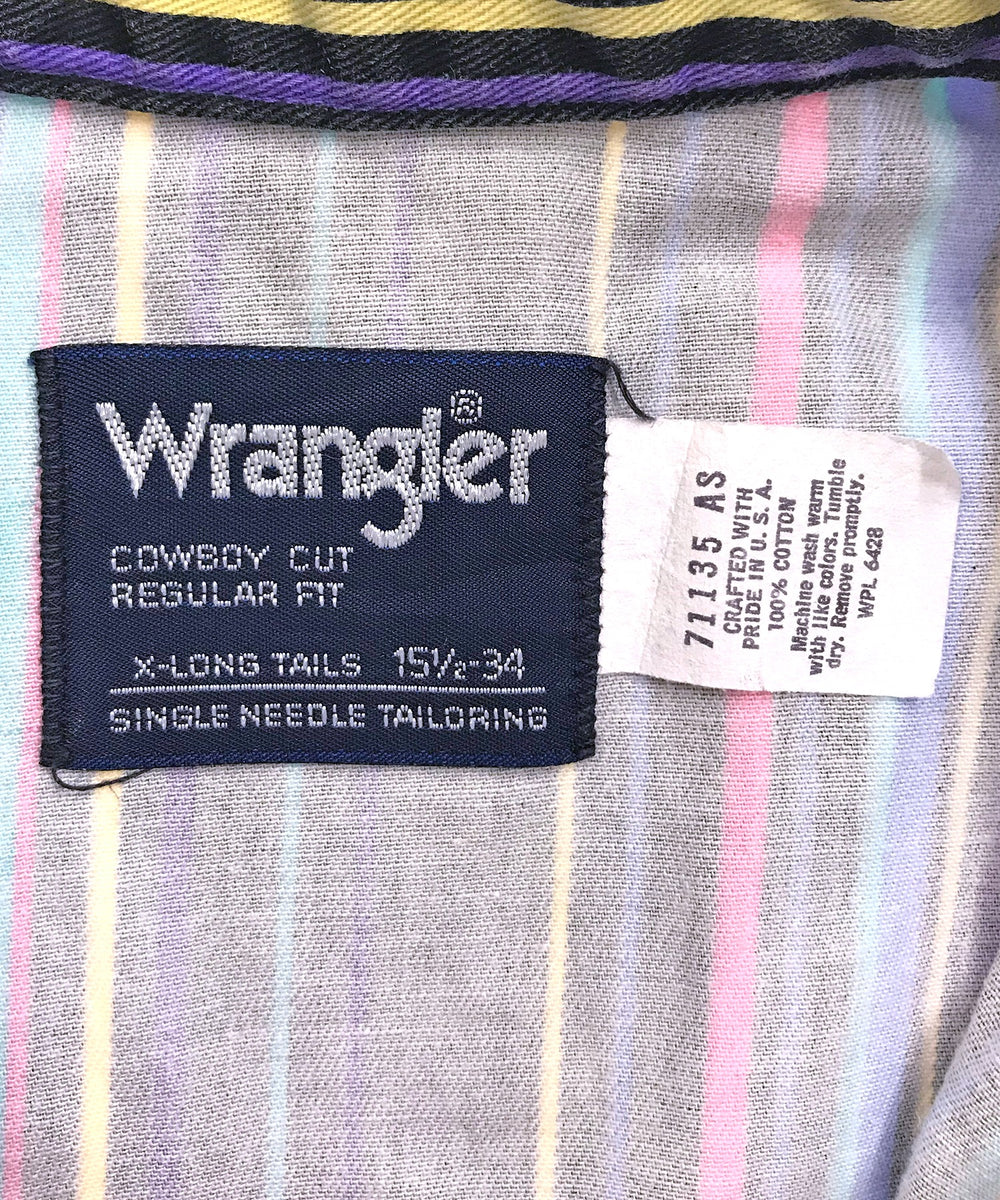 Wrangler®
COWBOY CUT
REGULAR FIT
X-LONG TAILS 15½-34
SINGLE NEEDLE TAILORING
71135 AS
CRAFTED WITH
PRIDE IN U.S.A.
100% COTTON
Machine wash warm
with like colors. Tumble
dry. Remove promptly.
WPL 6428